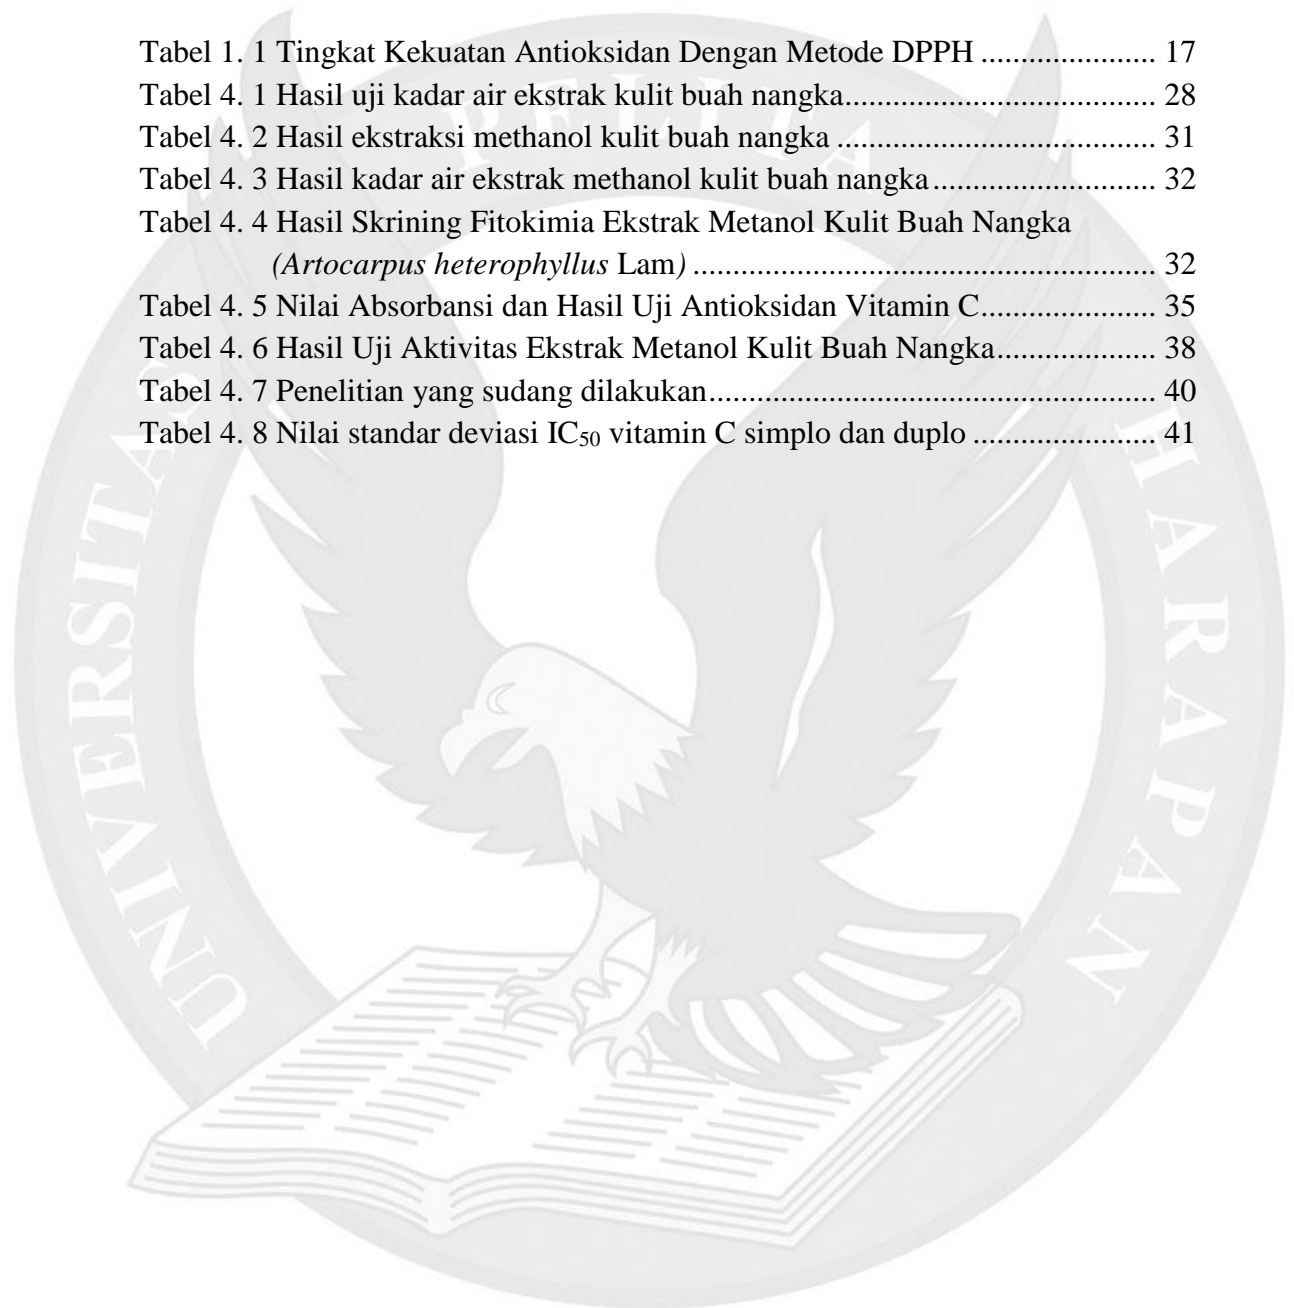 Tabel 1. 1 Tingkat Kekuatan Antioksidan Dengan Metode DPPH ...................... 17
Tabel 4. 1 Hasil uji kadar air ekstrak kulit buah nangka....................................... 28
Tabel 4. 2 Hasil ekstraksi methanol kulit buah nangka ........................................ 31
Tabel 4. 3 Hasil kadar air ekstrak methanol kulit buah nangka ............................ 32
Tabel 4. 4 Hasil Skrining Fitokimia Ekstrak Metanol Kulit Buah Nangka
(Artocarpus heterophyllus Lam) .......................................................... 32
Tabel 4. 5 Nilai Absorbansi dan Hasil Uji Antioksidan Vitamin C...................... 35
Tabel 4. 6 Hasil Uji Aktivitas Ekstrak Metanol Kulit Buah Nangka.................... 38
Tabel 4. 7 Penelitian yang sudang dilakukan........................................................ 40
Tabel 4. 8 Nilai standar deviasi IC₅₀ vitamin C simplo dan duplo ....................... 41
UNIVERSITAS PELITA HARAPAN